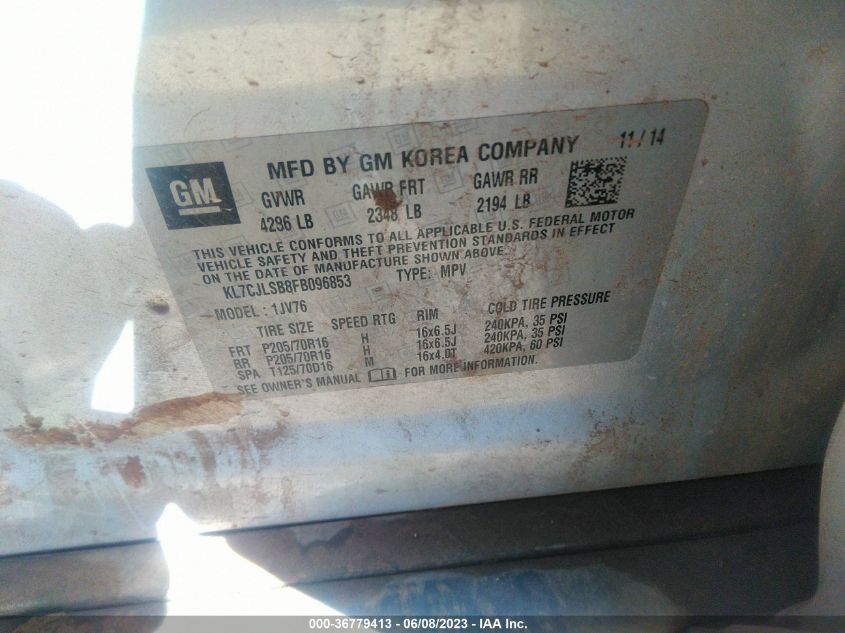 GM
MFD BY GM KOREA COMPANY 11/14
GVWR GAWR FRT GAWR RR
4296 LB 2348 LB 2194 LB
THIS VEHICLE CONFORMS TO ALL APPLICABLE U.S. FEDERAL MOTOR
VEHICLE SAFETY AND THEFT PREVENTION STANDARDS IN EFFECT
ON THE DATE OF MANUFACTURE SHOWN ABOVE.
KL7CJLSB8FB096853 TYPE: MPV
MODEL: 1JV76
TIRE SIZE SPEED RTG RIM COLD TIRE PRESSURE
FRT P205/70R16 H 16x6.5J 240KPA, 35 PSI
RR P205/70R16 H 16x6.5J 240KPA, 35 PSI
SPA T125/70D16 M 16x4.0T 420KPA, 60 PSI
SEE OWNER'S MANUAL FOR MORE INFORMATION.
000-36779413 - 06/08/2023 - IAA Inc.